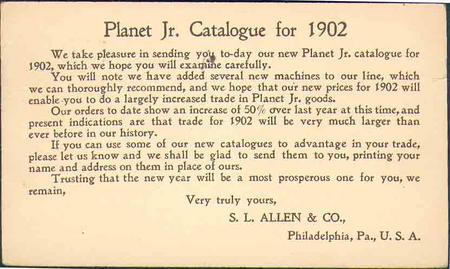 Planet Jr. Catalogue for 1902
We take pleasure in sending you to-day our new Planet Jr. catalogue for
1902, which we hope you will examine carefully.
You will note we have added several new machines to our line, which
we can thoroughly recommend, and we hope that our new prices for 1902 will
enable you to do a largely increased trade in Planet Jr. goods.
Our orders to date show an increase of 50% over last year at this time, and
present indications are that trade for 1902 will be very much larger than
ever before in our history.
If you can use some of our new catalogues to advantage in your trade,
please let us know and we shall be glad to send them to you, printing your
name and address on them in place of ours.
Trusting that the new year will be a most prosperous one for you, we
remain,
Very truly yours,
S. L. ALLEN & CO.,
Philadelphia, Pa., U. S. A.